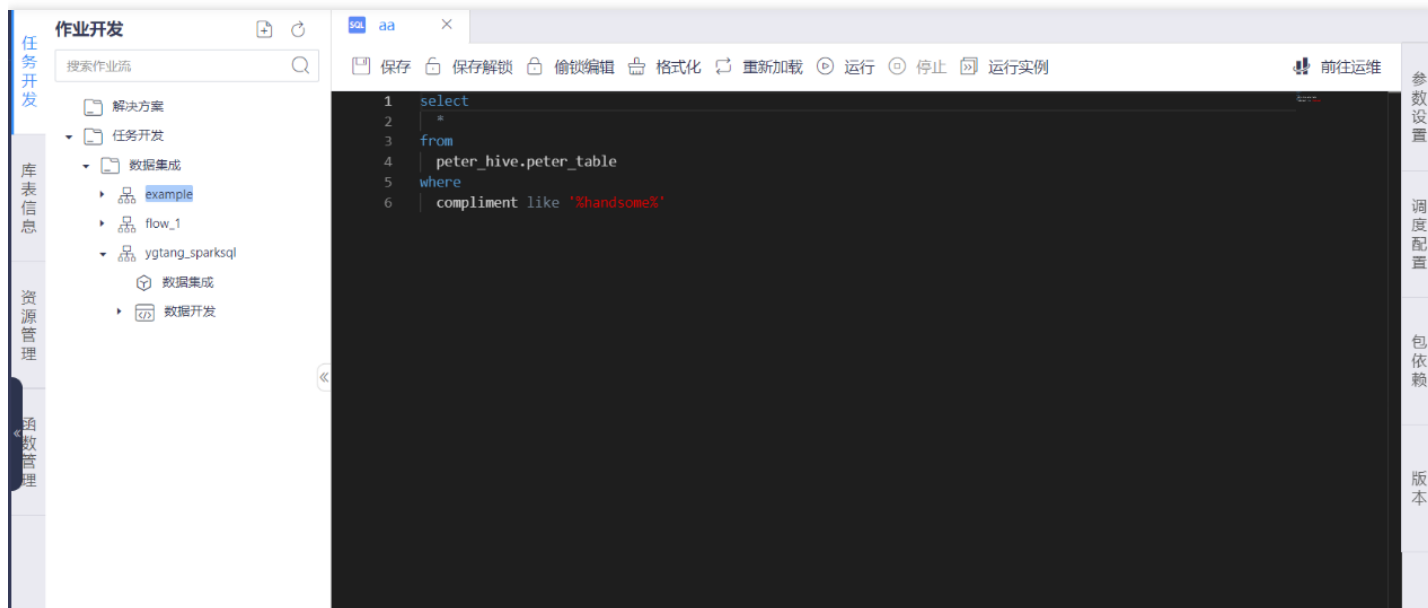 任务开发
库表信息
资源管理
函数管理
作业开发
搜索作业流
解决方案
任务开发
数据集成
example
flow_1
ygtang_sparksql
数据集成
数据开发
SQL aa
保存 保存解锁 偷锁编辑 格式化 重新加载 运行 停止 运行实例 前往运维
1 select
2 *
3 from
4 peter_hive.peter_table
5 where
6 compliment like '%handsome%'
参数设置
调度配置
包依赖
版本